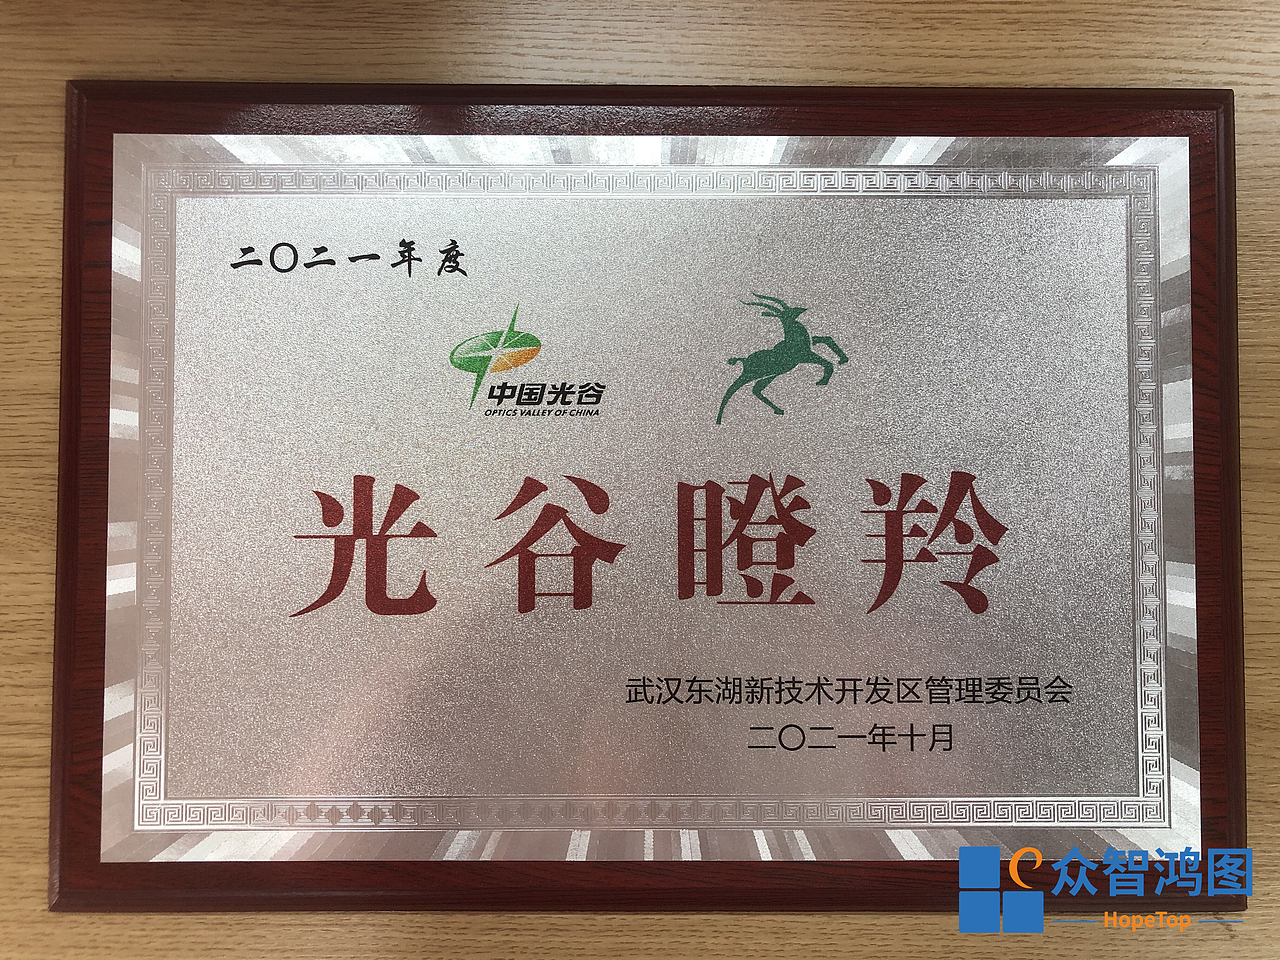 二〇二一年度
中国光谷
OPTICS VALLEY OF CHINA
光谷瞪羚
武汉东湖新技术开发区管理委员会
二〇二一年十月
众智鸿图
HopeTop